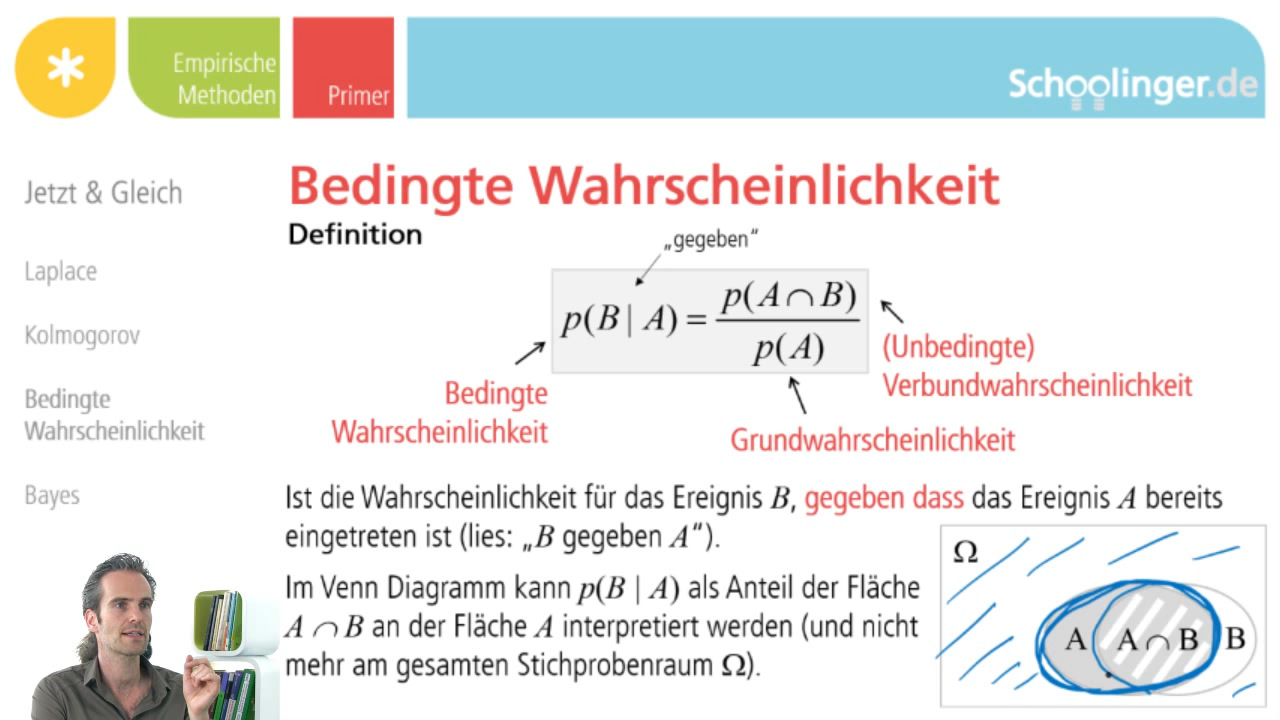 Empirische
Methoden
Primer
Schoolinger.de
Jetzt & Gleich
Laplace
Kolmogorov
Bedingte
Wahrscheinlichkeit
Bayes
Bedingte Wahrscheinlichkeit
Definition
„gegeben“
p(B | A) = p(A ∩ B) / p(A)
Bedingte
Wahrscheinlichkeit
(Unbedingte)
Verbundwahrscheinlichkeit
Grundwahrscheinlichkeit
Ist die Wahrscheinlichkeit für das Ereignis B, gegeben dass das Ereignis A bereits
eingetreten ist (lies: „B gegeben A“).
Im Venn Diagramm kann p(B | A) als Anteil der Fläche
A ∩ B an der Fläche A interpretiert werden (und nicht
mehr am gesamten Stichprobenraum Ω).
Ω
A A ∩ B B